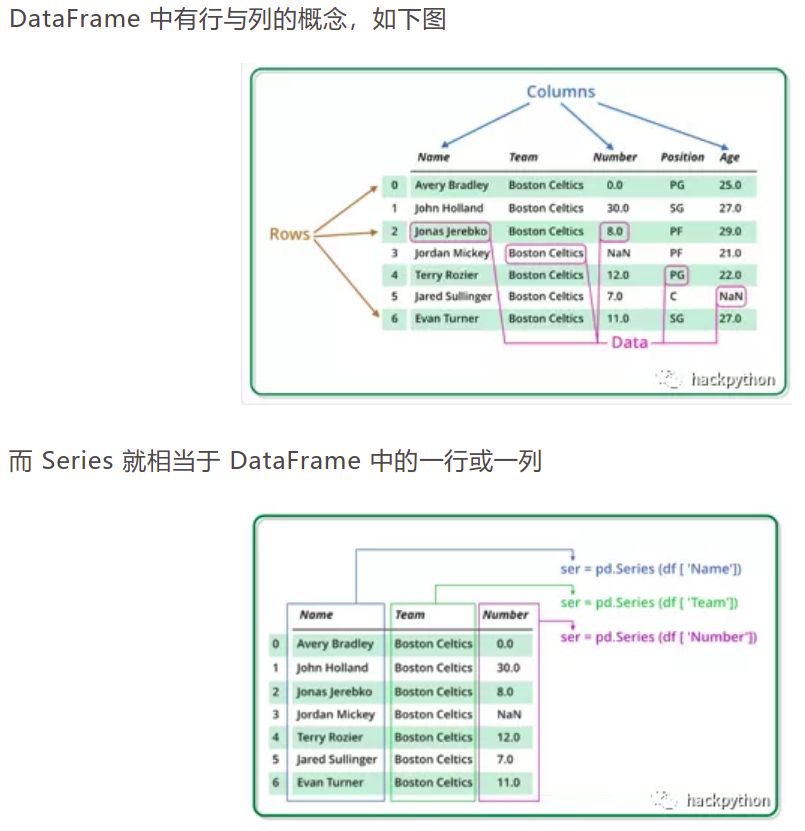 DataFrame 中有行与列的概念，如下图
Columns
Name Team Number Position Age
0 Avery Bradley Boston Celtics 0.0 PG 25.0
1 John Holland Boston Celtics 30.0 SG 27.0
Rows
2 Jonas Jerebko Boston Celtics 8.0 PF 29.0
3 Jordan Mickey Boston Celtics NaN PF 21.0
4 Terry Rozier Boston Celtics 12.0 PG 22.0
5 Jared Sullinger Boston Celtics 7.0 C NaN
6 Evan Turner Boston Celtics 11.0 SG 27.0
Data
hackpython
而 Series 就相当于 DataFrame 中的一行或一列
ser = pd.Series (df [ 'Name'])
ser = pd.Series (df [ 'Team'])
ser = pd.Series (df [ 'Number'])
Name Team Number
0 Avery Bradley Boston Celtics 0.0
1 John Holland Boston Celtics 30.0
2 Jonas Jerebko Boston Celtics 8.0
3 Jordan Mickey Boston Celtics NaN
4 Terry Rozier Boston Celtics 12.0
5 Jared Sullinger Boston Celtics 7.0
6 Evan Turner Boston Celtics 11.0
hackpython